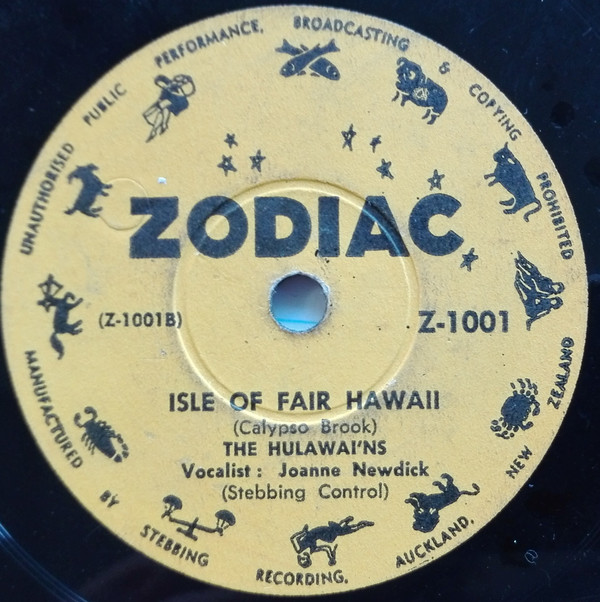 UNAUTHORISED PUBLIC PERFORMANCE, BROADCASTING & COPYING PROHIBITED
ZODIAC
(Z-1001B)
Z-1001
ISLE OF FAIR HAWAII
(Calypso Brook)
THE HULAWAI'NS
Vocalist: Joanne Newdick
(Stebbing Control)
MANUFACTURED BY STEBBING RECORDING, AUCKLAND, NEW ZEALAND